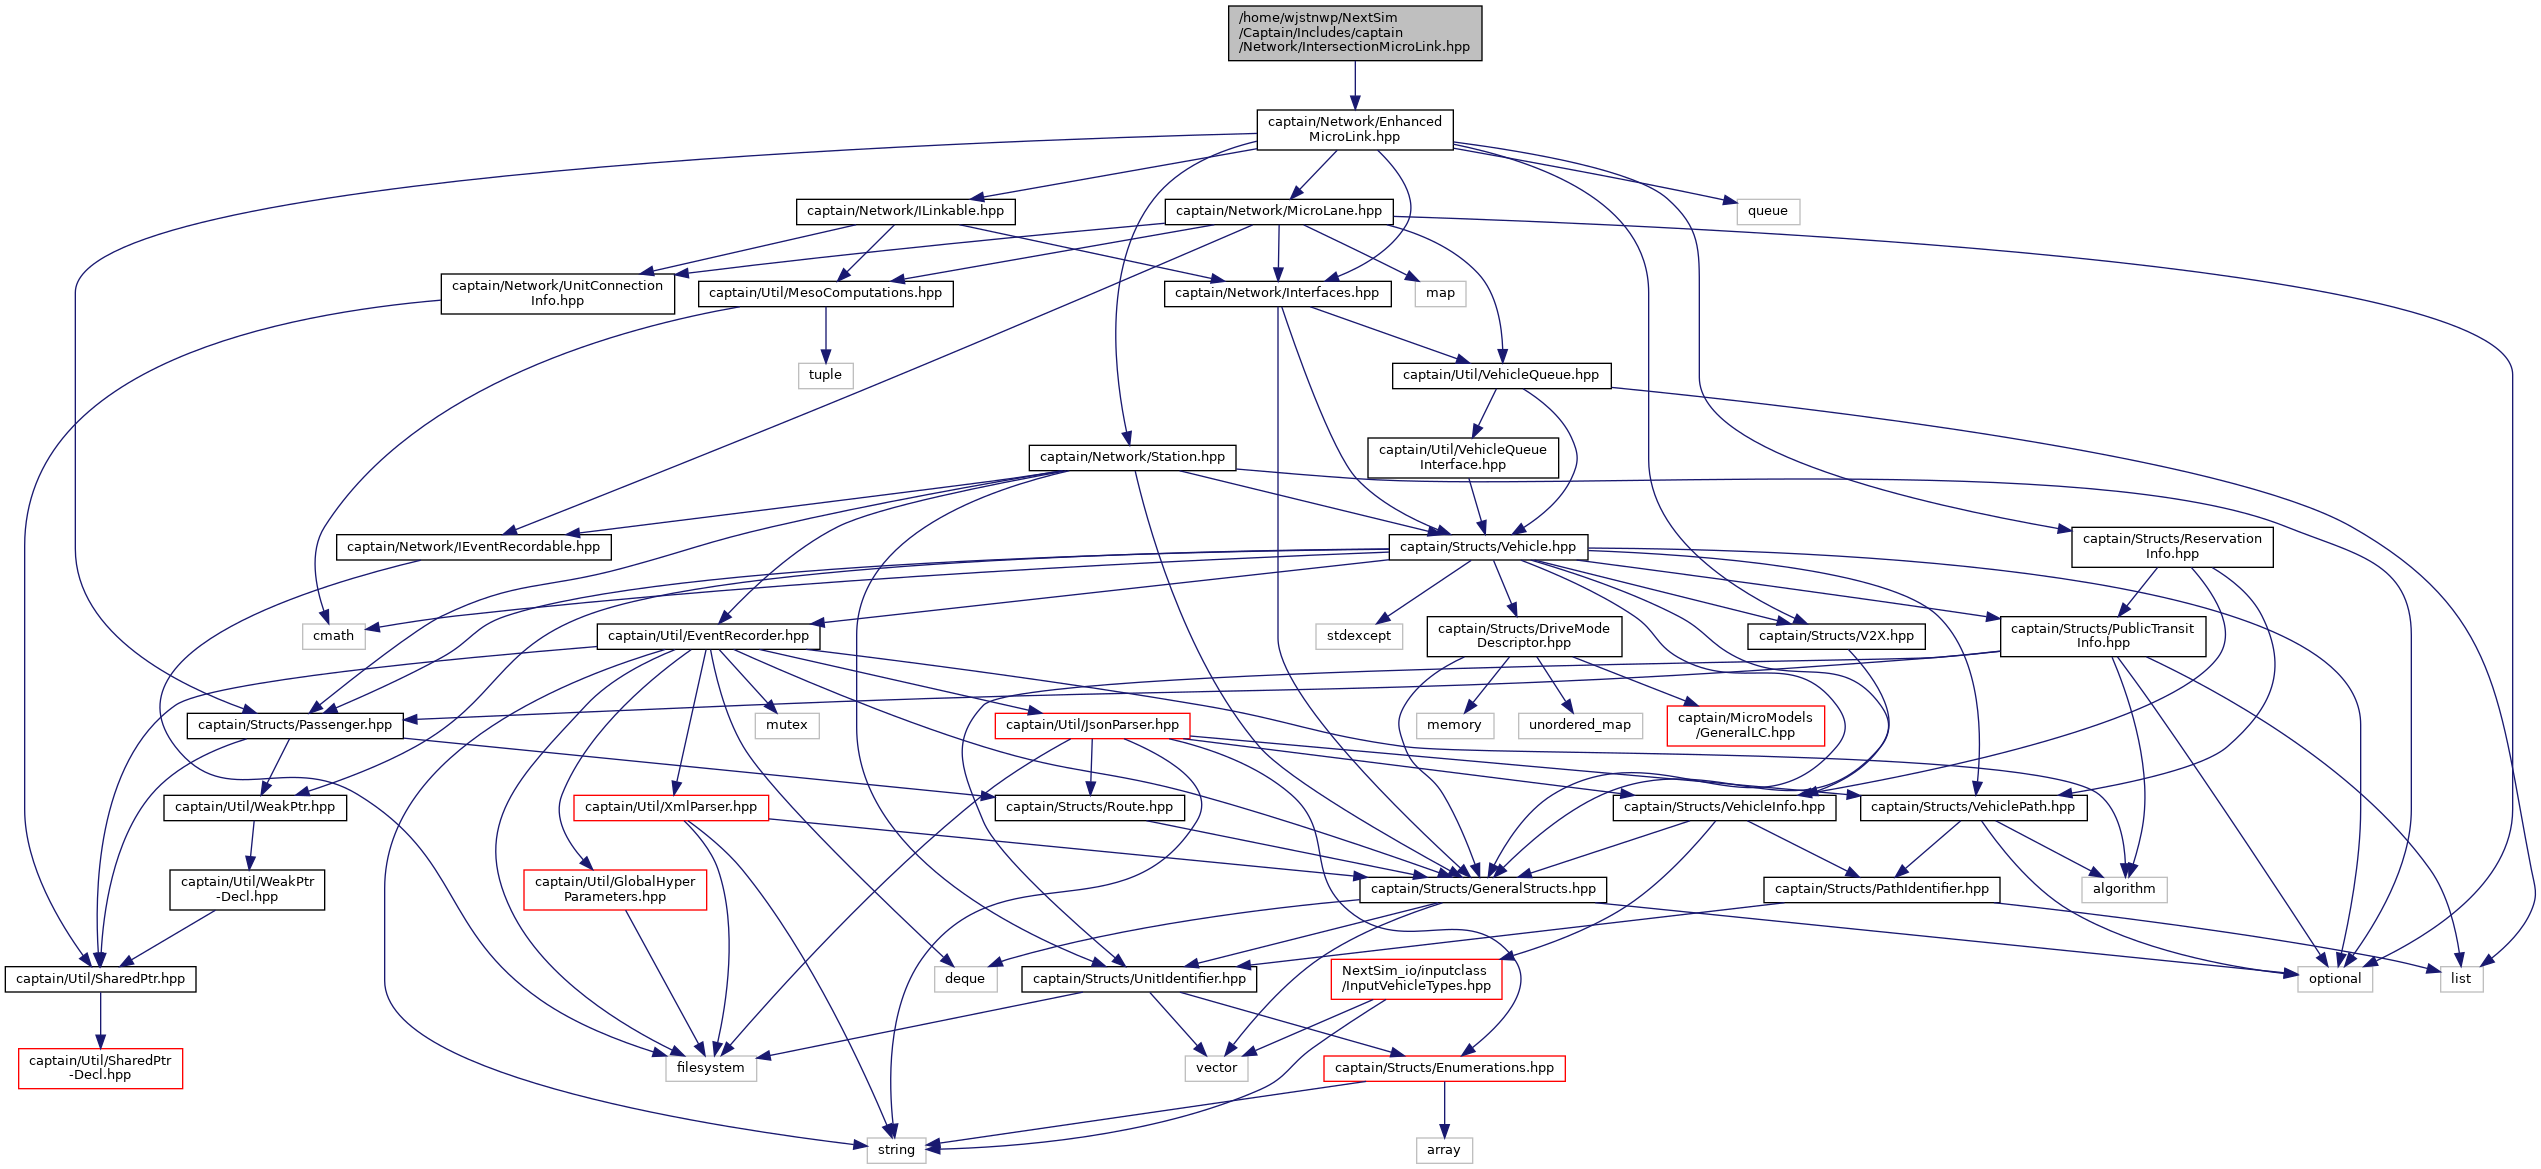 /home/wjstnwp/NextSim
/Captain/Includes/captain
/Network/IntersectionMicroLink.hpp
captain/Network/Enhanced
MicroLink.hpp
captain/Network/ILinkable.hpp
captain/Network/MicroLane.hpp
queue
captain/Network/UnitConnection
Info.hpp
captain/Util/MesoComputations.hpp
captain/Network/Interfaces.hpp
map
tuple
captain/Util/VehicleQueue.hpp
captain/Network/Station.hpp
captain/Util/VehicleQueue
Interface.hpp
captain/Network/IEventRecordable.hpp
captain/Structs/Vehicle.hpp
captain/Structs/Reservation
Info.hpp
cmath
captain/Util/EventRecorder.hpp
stdexcept
captain/Structs/DriveMode
Descriptor.hpp
captain/Structs/V2X.hpp
captain/Structs/PublicTransit
Info.hpp
captain/Structs/Passenger.hpp
mutex
captain/Util/JsonParser.hpp
memory
unordered_map
captain/MicroModels
/GeneralLC.hpp
captain/Util/WeakPtr.hpp
captain/Util/XmlParser.hpp
captain/Structs/Route.hpp
captain/Structs/VehicleInfo.hpp
captain/Structs/VehiclePath.hpp
captain/Util/WeakPtr
-Decl.hpp
captain/Util/GlobalHyper
Parameters.hpp
captain/Structs/GeneralStructs.hpp
captain/Structs/PathIdentifier.hpp
algorithm
captain/Util/SharedPtr.hpp
deque
captain/Structs/UnitIdentifier.hpp
NextSim_io/inputclass
/InputVehicleTypes.hpp
optional
list
captain/Util/SharedPtr
-Decl.hpp
filesystem
vector
captain/Structs/Enumerations.hpp
string
array